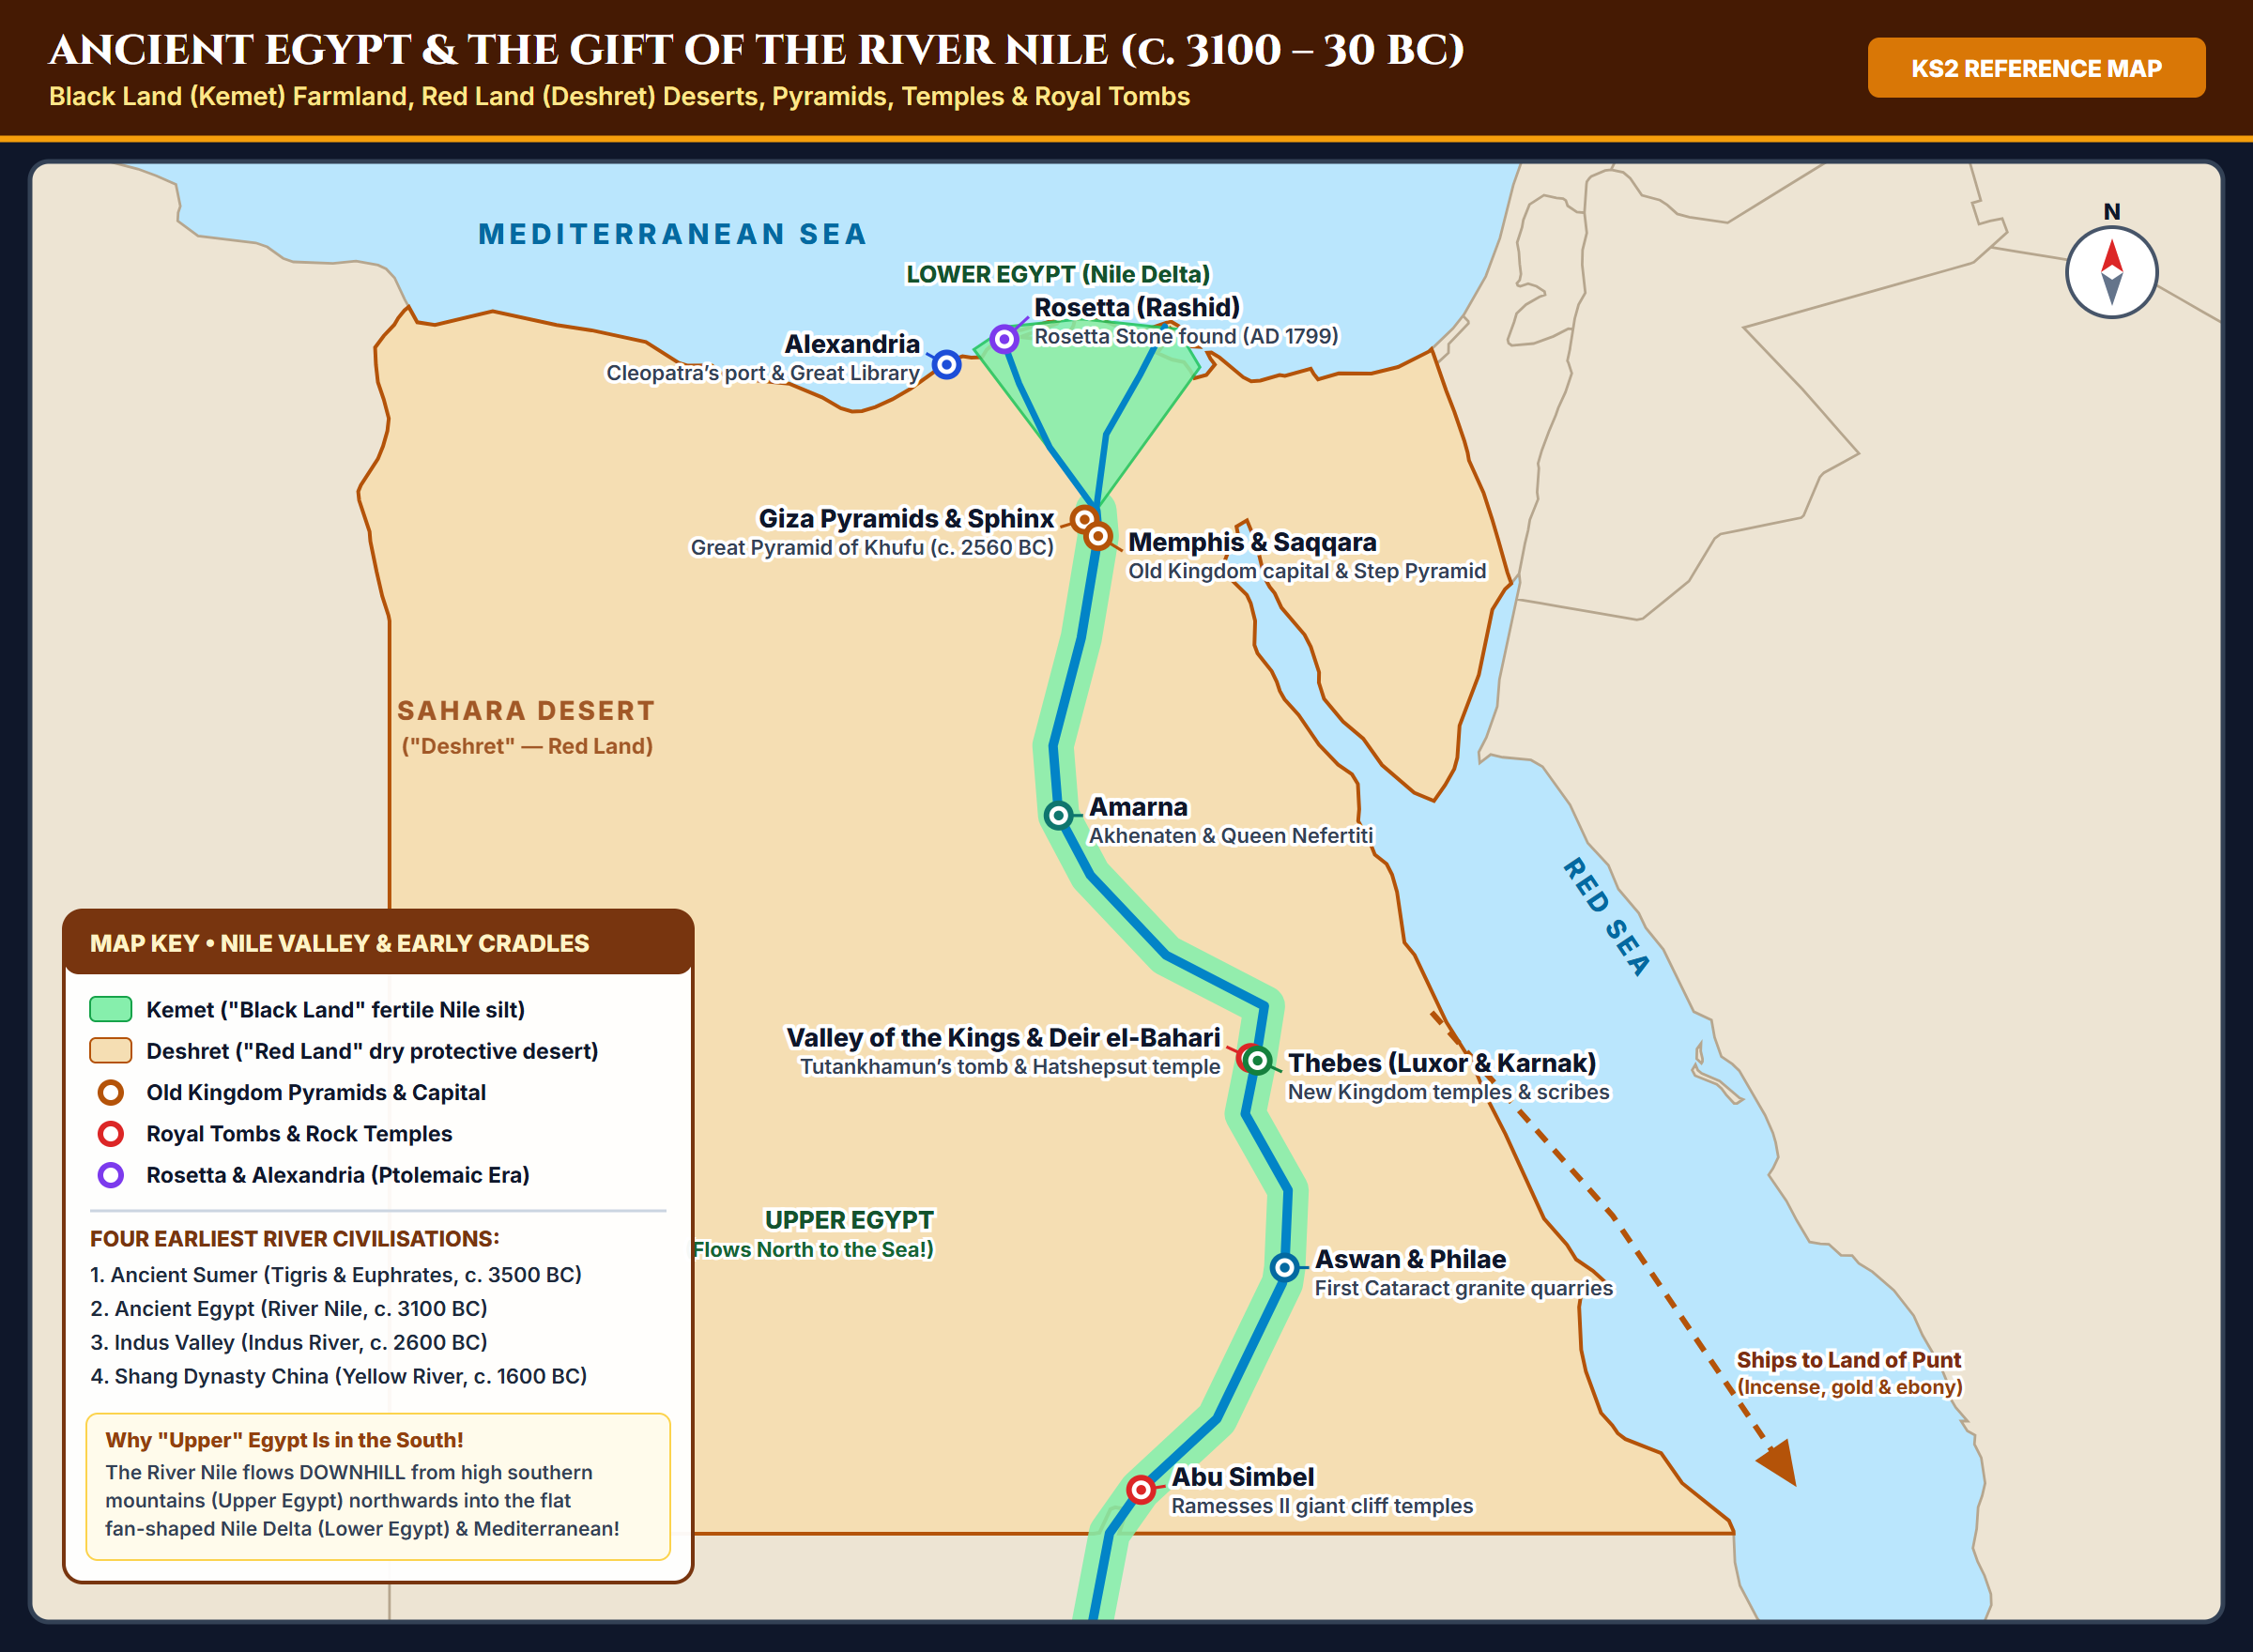 ANCIENT EGYPT & THE GIFT OF THE RIVER NILE (C. 3100 – 30 BC)
Black Land (Kemet) Farmland, Red Land (Deshret) Deserts, Pyramids, Temples & Royal Tombs
KS2 REFERENCE MAP
N
MEDITERRANEAN SEA
LOWER EGYPT (Nile Delta)
Rosetta (Rashid)
Rosetta Stone found (AD 1799)
Alexandria
Cleopatra's port & Great Library
Giza Pyramids & Sphinx
Great Pyramid of Khufu (c. 2560 BC)
Memphis & Saqqara
Old Kingdom capital & Step Pyramid
SAHARA DESERT
("Deshret" — Red Land)
Amarna
Akhenaten & Queen Nefertiti
RED SEA
Valley of the Kings & Deir el-Bahari
Tutankhamun's tomb & Hatshepsut temple
Thebes (Luxor & Karnak)
New Kingdom temples & scribes
UPPER EGYPT
Flows North to the Sea!)
Aswan & Philae
First Cataract granite quarries
Ships to Land of Punt
(Incense, gold & ebony)
Abu Simbel
Ramesses II giant cliff temples
MAP KEY • NILE VALLEY & EARLY CRADLES
Kemet ("Black Land" fertile Nile silt)
Deshret ("Red Land" dry protective desert)
Old Kingdom Pyramids & Capital
Royal Tombs & Rock Temples
Rosetta & Alexandria (Ptolemaic Era)
FOUR EARLIEST RIVER CIVILISATIONS:
1. Ancient Sumer (Tigris & Euphrates, c. 3500 BC)
2. Ancient Egypt (River Nile, c. 3100 BC)
3. Indus Valley (Indus River, c. 2600 BC)
4. Shang Dynasty China (Yellow River, c. 1600 BC)
Why "Upper" Egypt Is in the South!
The River Nile flows DOWNHILL from high southern
mountains (Upper Egypt) northwards into the flat
fan-shaped Nile Delta (Lower Egypt) & Mediterranean!